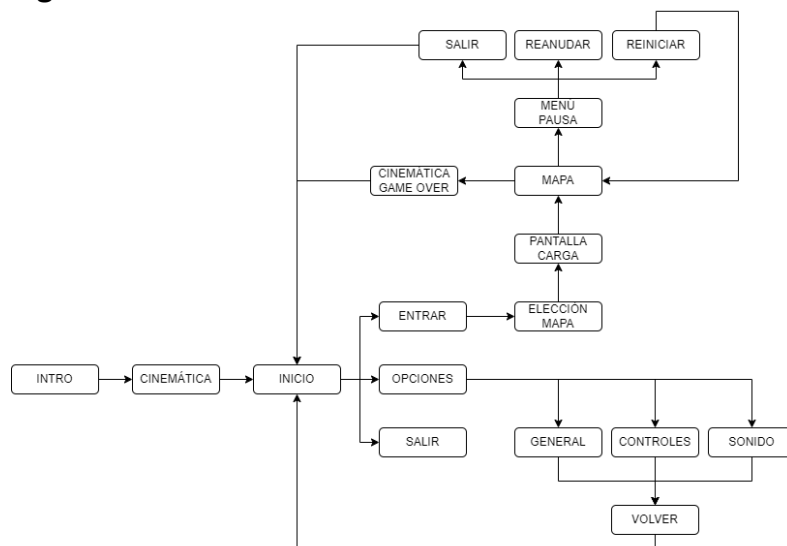 SALIR
REANUDAR
REINICIAR
MENÚ
PAUSA
CINEMÁTICA
GAME OVER
MAPA
PANTALLA
CARGA
ENTRAR
ELECCIÓN
MAPA
INTRO
CINEMÁTICA
INICIO
OPCIONES
SALIR
GENERAL
CONTROLES
SONIDO
VOLVER